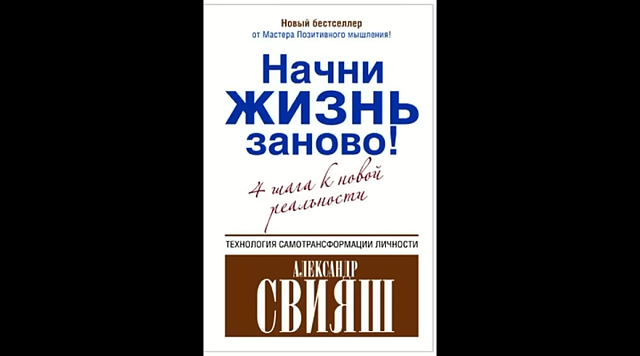 Новый бестселлер
от Мастера Позитивного мышления!
Начни
ЖИЗНЬ
заново!
4 шага к новой
реальности
ТЕХНОЛОГИЯ САМОТРАНСФОРМАЦИИ ЛИЧНОСТИ
АЛЕКСАНДР
СВИЯШ